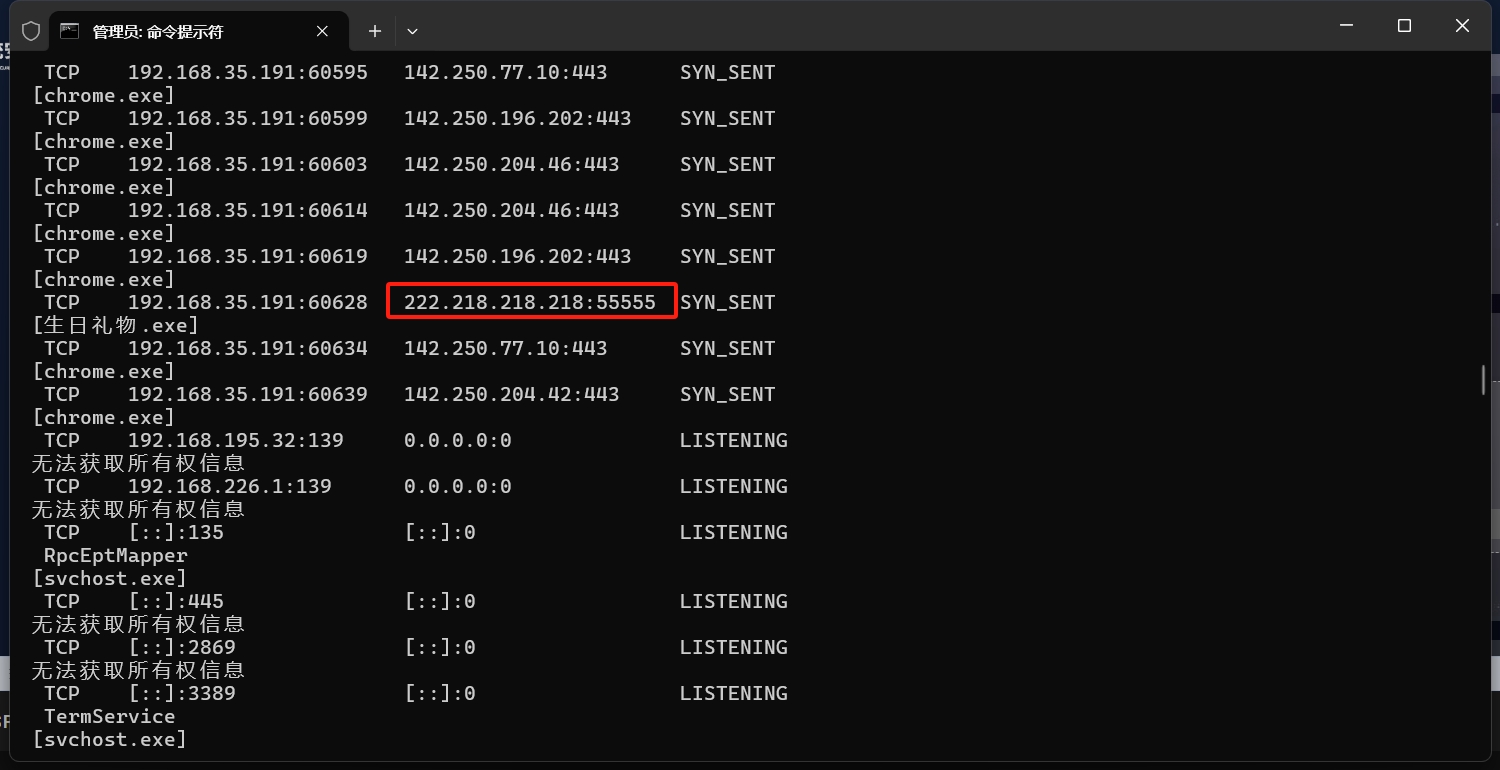 管理员: 命令提示符
TCP 192.168.35.191:60595 142.250.77.10:443 SYN_SENT
[chrome.exe]
TCP 192.168.35.191:60599 142.250.196.202:443 SYN_SENT
[chrome.exe]
TCP 192.168.35.191:60603 142.250.204.46:443 SYN_SENT
[chrome.exe]
TCP 192.168.35.191:60614 142.250.204.46:443 SYN_SENT
[chrome.exe]
TCP 192.168.35.191:60619 142.250.196.202:443 SYN_SENT
[chrome.exe]
TCP 192.168.35.191:60628 222.218.218.218:55555 SYN_SENT
[生日礼物.exe]
TCP 192.168.35.191:60634 142.250.77.10:443 SYN_SENT
[chrome.exe]
TCP 192.168.35.191:60639 142.250.204.42:443 SYN_SENT
[chrome.exe]
TCP 192.168.195.32:139 0.0.0.0:0 LISTENING
无法获取所有权信息
TCP 192.168.226.1:139 0.0.0.0:0 LISTENING
无法获取所有权信息
TCP [::]:135 [::]:0 LISTENING
RpcEptMapper
[svchost.exe]
TCP [::]:445 [::]:0 LISTENING
无法获取所有权信息
TCP [::]:2869 [::]:0 LISTENING
无法获取所有权信息
TCP [::]:3389 [::]:0 LISTENING
TermService
[svchost.exe]